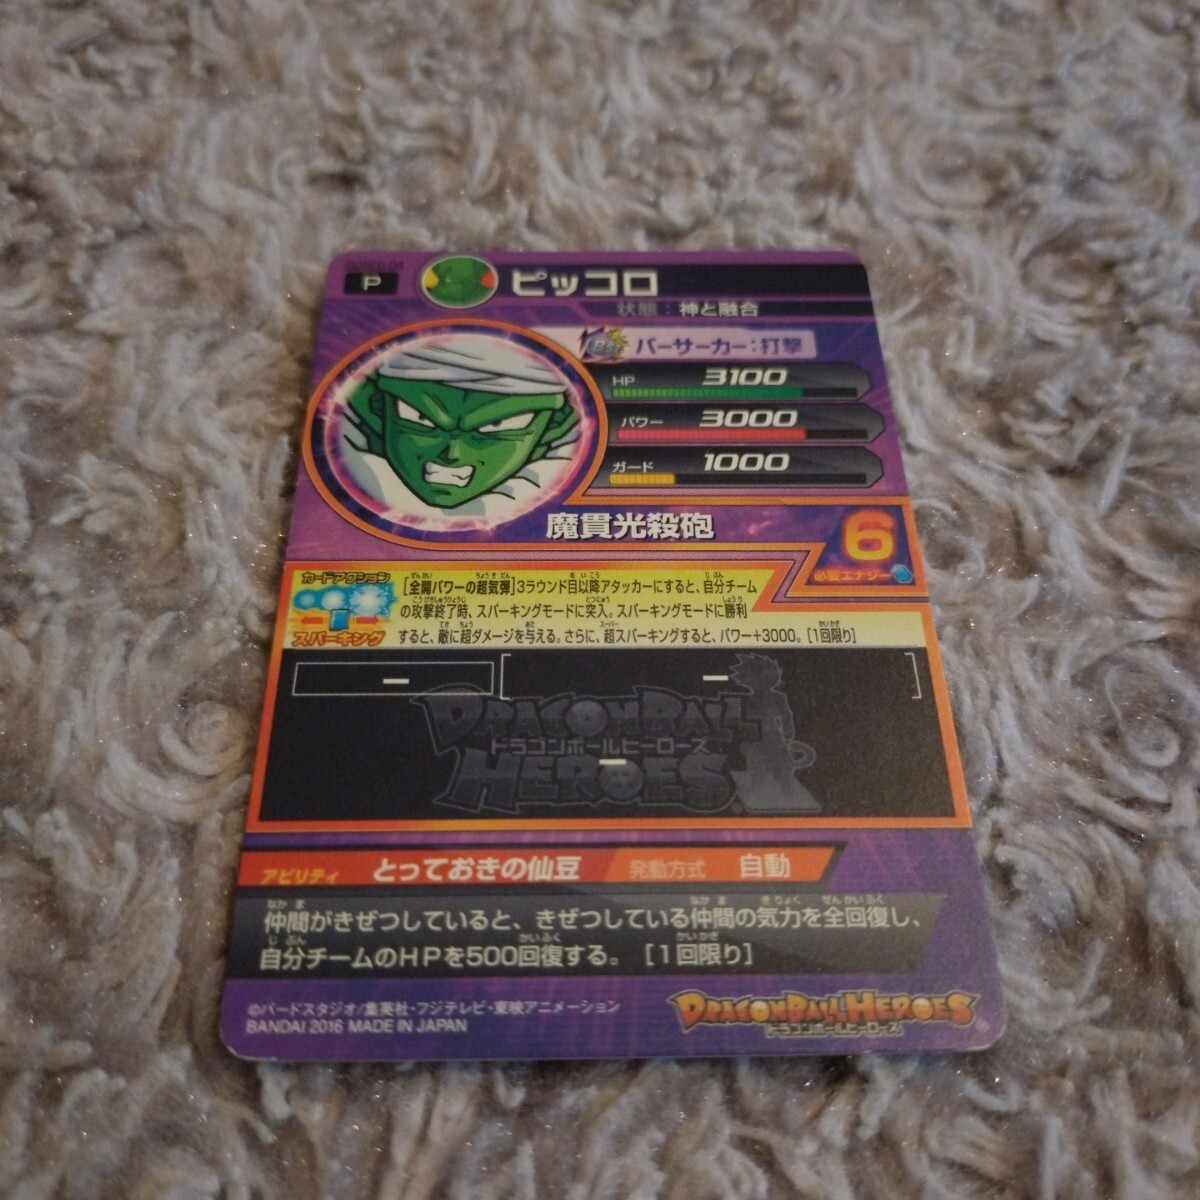 P
ピッコロ
状態：神と融合
バーサーカー：打撃
HP 3100
パワー 3000
ガード 1000
魔貫光殺砲
6
必要エナジー
カードアクション
スパーキング
[全開パワーの超気弾]3ラウンド目以降アタッカーにすると、自分チーム
の攻撃終了時、スパーキングモードに突入。スパーキングモードに勝利
すると、敵に超ダメージを与える。さらに、超スパーキングすると、パワー+3000。[1回限り]
ー
ー
DRAGONBALL
ドラゴンボールヒーローズ
HEROES
ー
アビリティ とっておきの仙豆 発動方式 自動
仲間がきぜつしていると、きぜつしている仲間の気力を全回復し、
自分チームのHPを500回復する。 [1回限り]
©バードスタジオ/集英社・フジテレビ・東映アニメーション
BANDAI 2016 MADE IN JAPAN
DRAGONBALL HEROES
ドラゴンボールヒーローズ